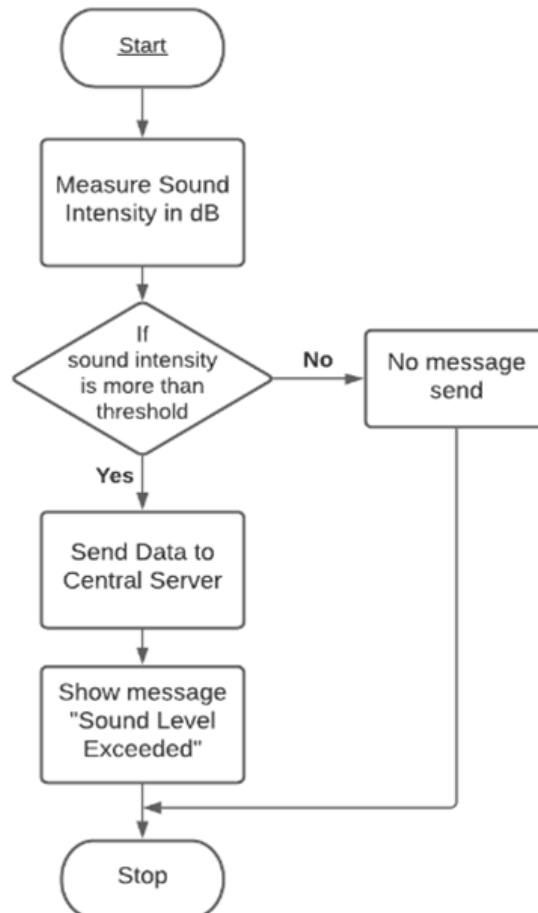 Start
Measure Sound
Intensity in dB
If
sound intensity
is more than
threshold
No
No message
send
Yes
Send Data to
Central Server
Show message
"Sound Level
Exceeded"
Stop